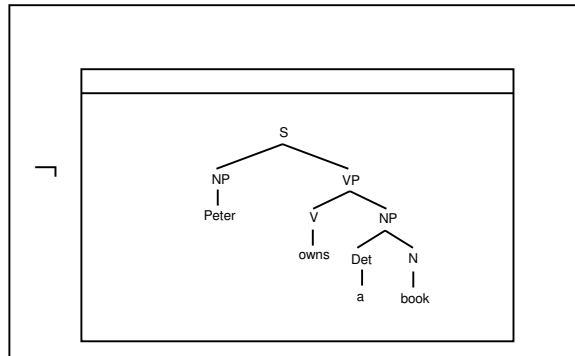 S
NP VP
Peter V NP
owns Det N
a book